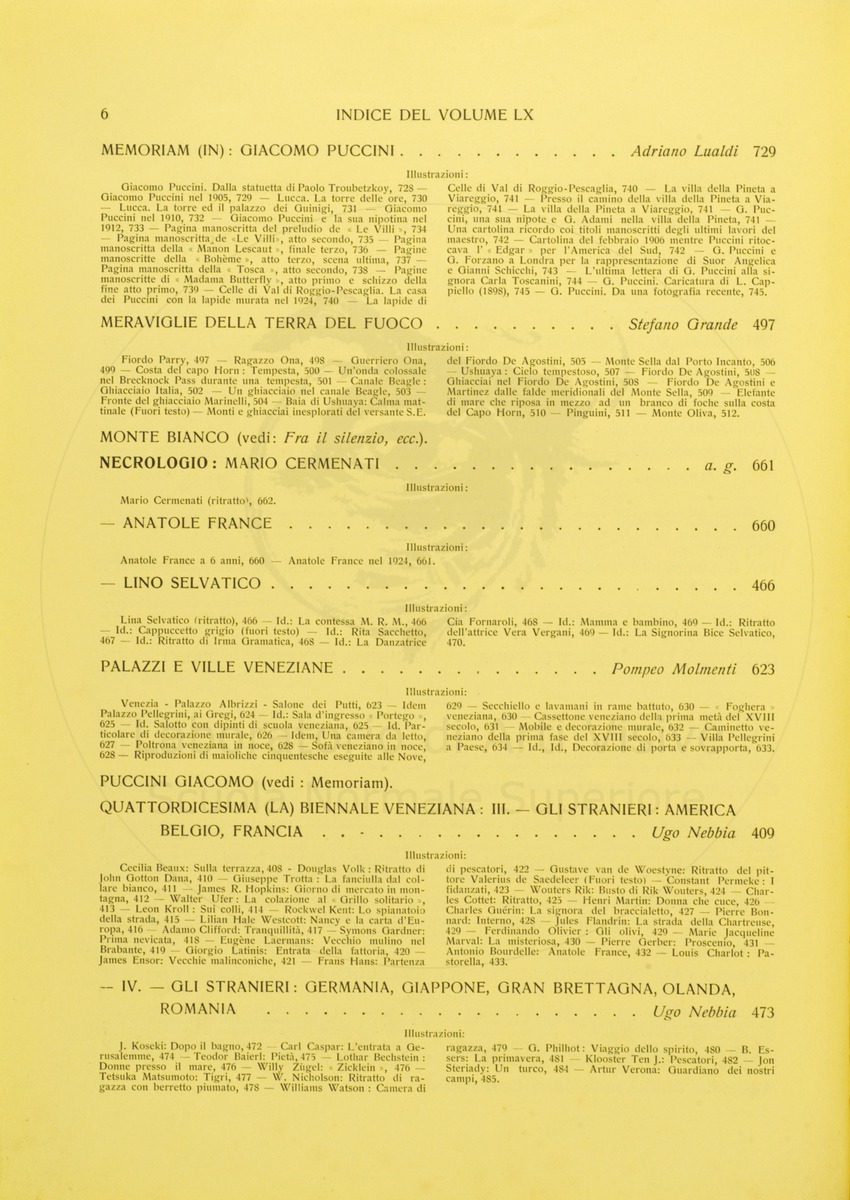 6
INDICE DEL VOLUME LX
MEMORIAM (IN): GIACOMO PUCCINI . . . . . . . . . . . . Adriano Lualdi 729
Illustrazioni:
Giacomo Puccini. Dalla statuetta di Paolo Troubetzkoy, 728 —
Giacomo Puccini nel 1905, 729 — Lucca. La torre delle ore, 730
— Lucca. La torre ed il palazzo dei Guinigi, 731 — Giacomo
Puccini nel 1910, 732 — Giacomo Puccini e la sua nipotina nel
1912, 733 — Pagina manoscritta del preludio de « Le Villi », 734
— Pagina manoscritta de «Le Villi», atto secondo, 735 — Pagina
manoscritta della « Manon Lescaut », finale terzo, 736 — Pagine
manoscritte della « Bohème », atto terzo, scena ultima, 737 —
Pagina manoscritta della « Tosca », atto secondo, 738 — Pagine
manoscritte di « Madama Butterfly », atto primo e schizzo della
fine atto primo, 739 — Celle di Val di Roggio-Pescaglia. La casa
dei Puccini con la lapide murata nel 1924, 740 — La lapide di
Celle di Val di Roggio-Pescaglia, 740 — La villa della Pineta a
Viareggio, 741 — Presso il camino della villa della Pineta a Via-
reggio, 741 — La villa della Pineta a Viareggio, 741 — G. Puc-
cini, una sua nipote e G. Adami nella villa della Pineta, 741 —
Una cartolina ricordo coi titoli manoscritti degli ultimi lavori del
maestro, 742 — Cartolina del febbraio 1906 mentre Puccini ritoc-
cava l' « Edgar » per l'America del Sud, 742 — G. Puccini e
G. Forzano a Londra per la rappresentazione di Suor Angelica
e Gianni Schicchi, 743 — L'ultima lettera di G. Puccini alla si-
gnora Carla Toscanini, 744 — G. Puccini. Caricatura di L. Cap-
piello (1898), 745 — G. Puccini. Da una fotografia recente, 745.
MERAVIGLIE DELLA TERRA DEL FUOCO . . . . . . . . . . Stefano Grande 497
Illustrazioni:
Fiordo Parry, 497 — Ragazzo Ona, 498 — Guerriero Ona,
499 — Costa del capo Horn: Tempesta, 500 — Un'onda colossale
nel Brecknock Pass durante una tempesta, 501 — Canale Beagle:
Ghiacciaio Italia, 502 — Un ghiacciaio nel canale Beagle, 503 —
Fronte del ghiacciaio Marinelli, 504 — Baia di Ushuaya: Calma mat-
tinale (Fuori testo) — Monti e ghiacciai inesplorati del versante S.E.
del Fiordo De Agostini, 505 — Monte Sella dal Porto Incanto, 506
— Ushuaya: Cielo tempestoso, 507 — Fiordo De Agostini, 508 —
Ghiacciai nel Fiordo De Agostini, 508 — Fiordo De Agostini e
Martinez dalle falde meridionali del Monte Sella, 509 — Elefante
di mare che riposa in mezzo ad un branco di foche sulla costa
del Capo Horn, 510 — Pinguini, 511 — Monte Oliva, 512.
MONTE BIANCO (vedi: Fra il silenzio, ecc.).
NECROLOGIO: MARIO CERMENATI . . . . . . . . . . . . . . . . a. g. 661
Illustrazioni:
Mario Cermenati (ritratto), 662.
— ANATOLE FRANCE . . . . . . . . . . . . . . . . . . . . . . 660
Illustrazioni:
Anatole France a 6 anni, 660 — Anatole France nel 1924, 661.
— LINO SELVATICO . . . . . . . . . . . . . . . . . . . . . . . 466
Illustrazioni:
Lina Selvatico (ritratto), 466 — Id.: La contessa M. R. M., 466
— Id.: Cappuccetto grigio (fuori testo) — Id.: Rita Sacchetto,
467 — Id.: Ritratto di Irma Gramatica, 468 — Id.: La Danzatrice
Cia Fornaroli, 468 — Id.: Mamma e bambino, 469 — Id.: Ritratto
dell'attrice Vera Vergani, 469 — Id.: La Signorina Bice Selvatico,
470.
PALAZZI E VILLE VENEZIANE . . . . . . . . . . . . . . Pompeo Molmenti 623
Illustrazioni:
Venezia - Palazzo Albrizzi - Salone dei Putti, 623 — Idem
Palazzo Pellegrini, ai Gregi, 624 — Id.: Sala d'ingresso « Portego »,
625 — Id. Salotto con dipinti di scuola veneziana, 625 — Id. Par-
ticolare di decorazione murale, 626 — Idem, Una camera da letto,
627 — Poltrona veneziana in noce, 628 — Sofà veneziano in noce,
628 — Riproduzioni di maioliche cinquentesche eseguite alle Nove,
629 — Secchiello e lavamani in rame battuto, 630 — « Foghera »
veneziana, 630 — Cassettone veneziano della prima metà del XVIII
secolo, 631 — Mobile e decorazione murale, 632 — Caminetto ve-
neziano della prima fase del XVIII secolo, 633 — Villa Pellegrini
a Paese, 634 — Id., Id., Decorazione di porta e sovrapporta, 633.
PUCCINI GIACOMO (vedi : Memoriam).
QUATTORDICESIMA (LA) BIENNALE VENEZIANA: III. — GLI STRANIERI: AMERICA
BELGIO, FRANCIA . . - . . . . . . . . . . . . . . Ugo Nebbia 409
Illustrazioni:
Cecilia Beaux: Sulla terrazza, 408 - Douglas Volk : Ritratto di
John Gotton Dana, 410 — Giuseppe Trotta : La fanciulla dal col-
lare bianco, 411 — James R. Hopkins: Giorno di mercato in mon-
tagna, 412 — Walter Ufer : La colazione al « Grillo solitario »,
413 — Leon Kroll : Sui colli, 414 — Rockwel Kent: Lo spianatoio
della strada, 415 — Lilian Hale Westcott: Nancy e la carta d'Eu-
ropa, 416 — Adamo Clifford: Tranquillità, 417 — Symons Gardner:
Prima nevicata, 418 — Eugène Laermans: Vecchio mulino nel
Brabante, 419 — Giorgio Latinis: Entrata della fattoria, 420 —
James Ensor: Vecchie malinconiche, 421 — Frans Hans: Partenza
di pescatori, 422 — Gustave van de Woestyne: Ritratto del pit-
tore Valerius de Saedeleer (Fuori testo) — Constant Permeke : I
fidanzati, 423 — Wouters Rik: Busto di Rik Wouters, 424 — Char-
les Cottet: Ritratto, 425 — Henri Martin: Donna che cuce, 426 —
Charles Guérin: La signora del braccialetto, 427 — Pierre Bon-
nard: Interno, 428 — Jules Flandrin: La strada della Chartreuse,
429 — Ferdinando Olivier : Gli olivi, 429 — Marie Jacqueline
Marval: La misteriosa, 430 — Pierre Gerber: Proscenio, 431 —
Antonio Bourdelle: Anatole France, 432 — Louis Charlot : Pa-
storella, 433.
— IV. — GLI STRANIERI: GERMANIA, GIAPPONE, GRAN BRETTAGNA, OLANDA,
ROMANIA . . . . . . . . . . . . . . . . . . . . Ugo Nebbia 473
Illustrazioni:
J. Koseki: Dopo il bagno, 472 — Carl Caspar: L'entrata a Ge-
rusalemme, 474 — Teodor Baierl: Pietà, 475 — Lothar Bechstein :
Donne presso il mare, 476 — Willy Zügel: « Zicklein », 476 —
Tetsuka Matsumoto: Tigri, 477 — W. Nicholson: Ritratto di ra-
gazza con berretto piumato, 478 — Williams Watson : Camera di
ragazza, 479 — G. Philhot: Viaggio dello spirito, 480 — B. Es-
sers: La primavera, 481 — Klooster Ten J.: Pescatori, 482 — Jon
Steriady: Un turco, 484 — Artur Verona: Guardiano dei nostri
campi, 485.